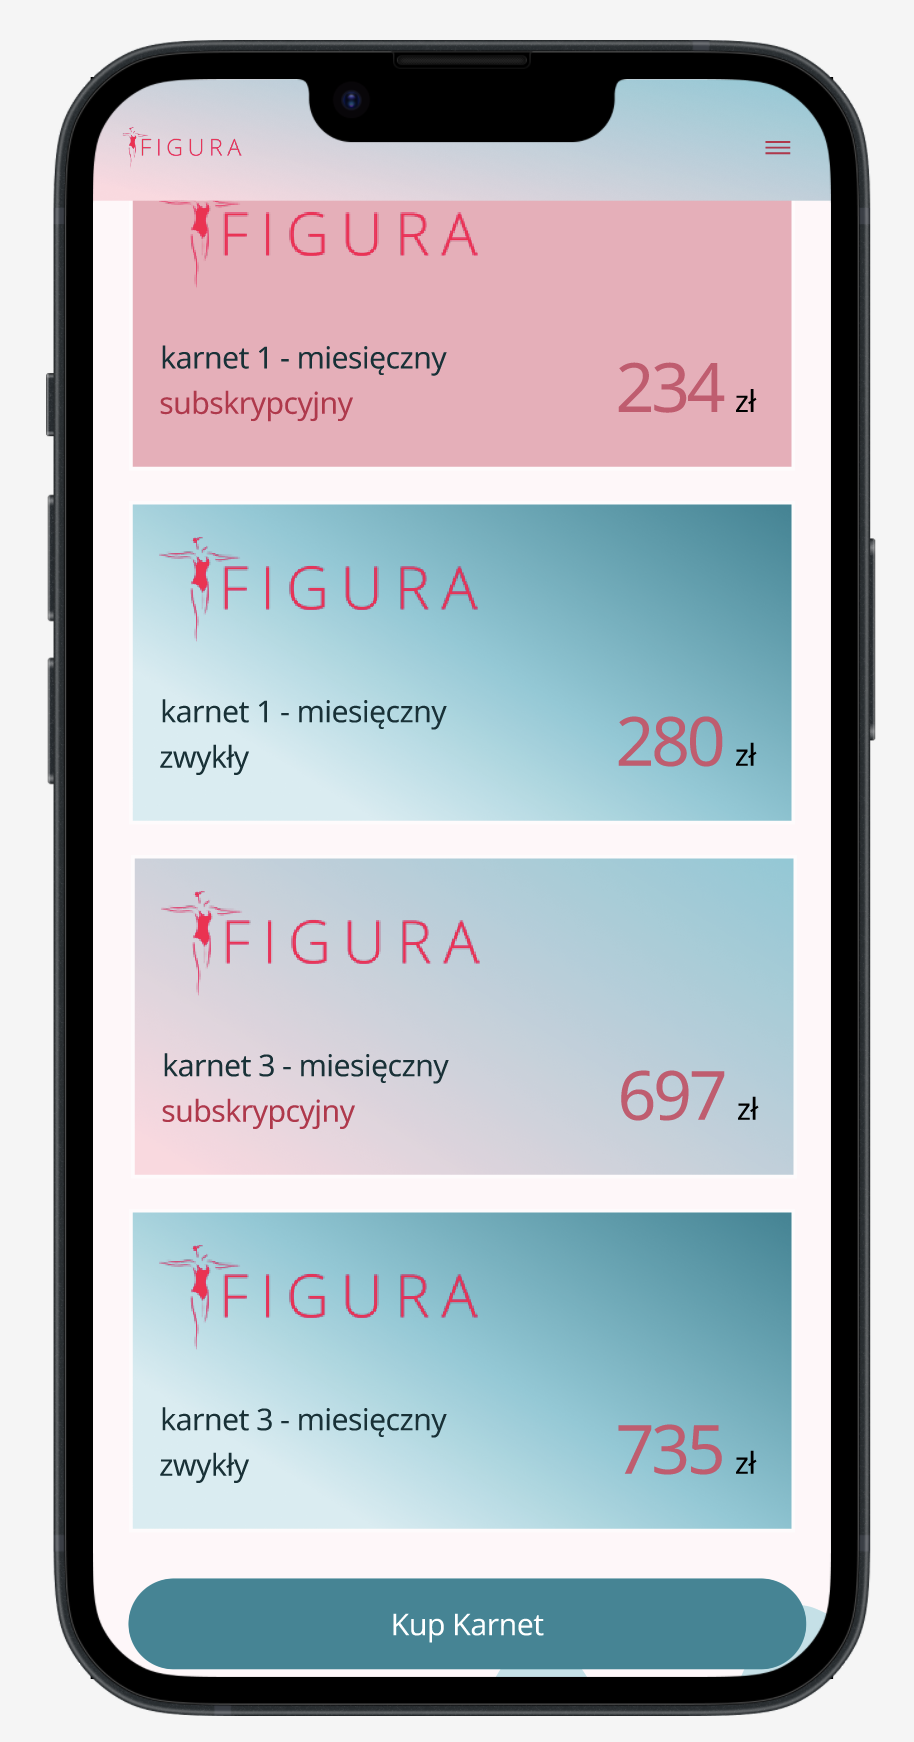 FIGURA
FIGURA
karnet 1 - miesięczny
subskrypcyjny
234 zł
FIGURA
karnet 1 - miesięczny
zwykły
280 zł
FIGURA
karnet 3 - miesięczny
subskrypcyjny
697 zł
FIGURA
karnet 3 - miesięczny
zwykły
735 zł
Kup Karnet